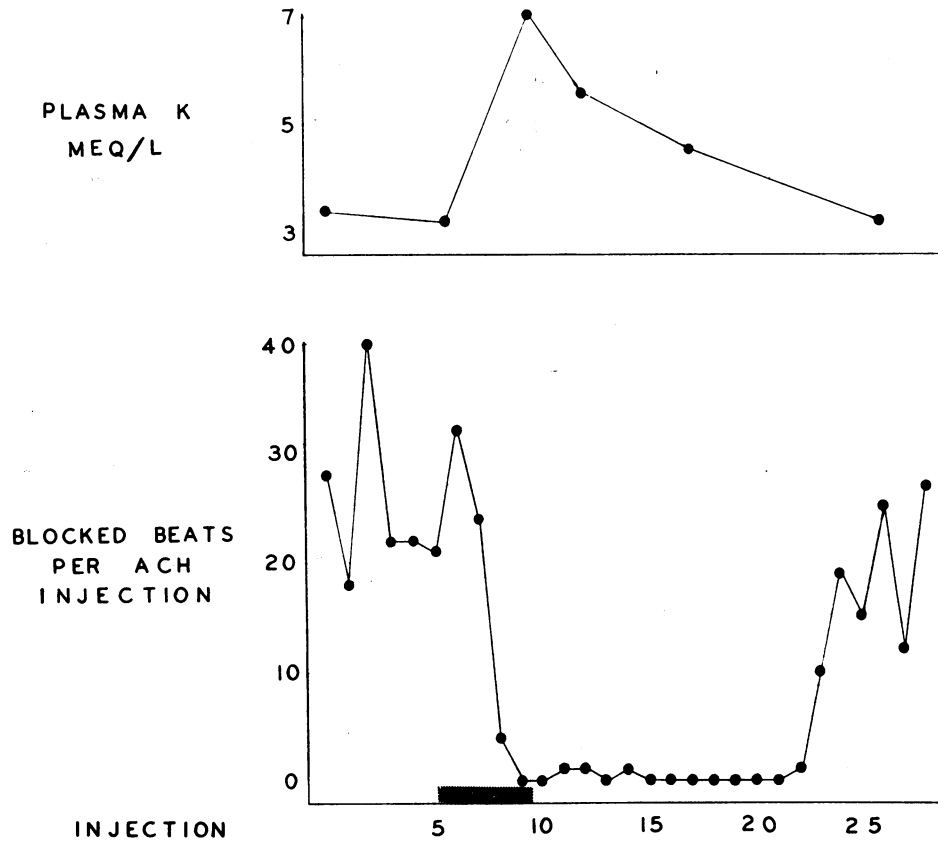 7
PLASMA K
MEQ/L
5
3
40
30
BLOCKED BEATS
PER ACH
INJECTION
20
10
0
INJECTION 5 10 15 20 25